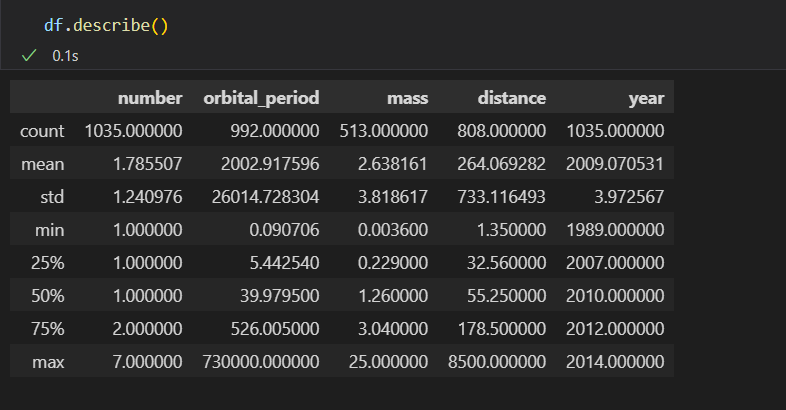 df.describe()
0.1s
number orbital_period mass distance year
count 1035.000000 992.000000 513.000000 808.000000 1035.000000
mean 1.785507 2002.917596 2.638161 264.069282 2009.070531
std 1.240976 26014.728304 3.818617 733.116493 3.972567
min 1.000000 0.090706 0.003600 1.350000 1989.000000
25% 1.000000 5.442540 0.229000 32.560000 2007.000000
50% 1.000000 39.979500 1.260000 55.250000 2010.000000
75% 2.000000 526.005000 3.040000 178.500000 2012.000000
max 7.000000 730000.000000 25.000000 8500.000000 2014.000000